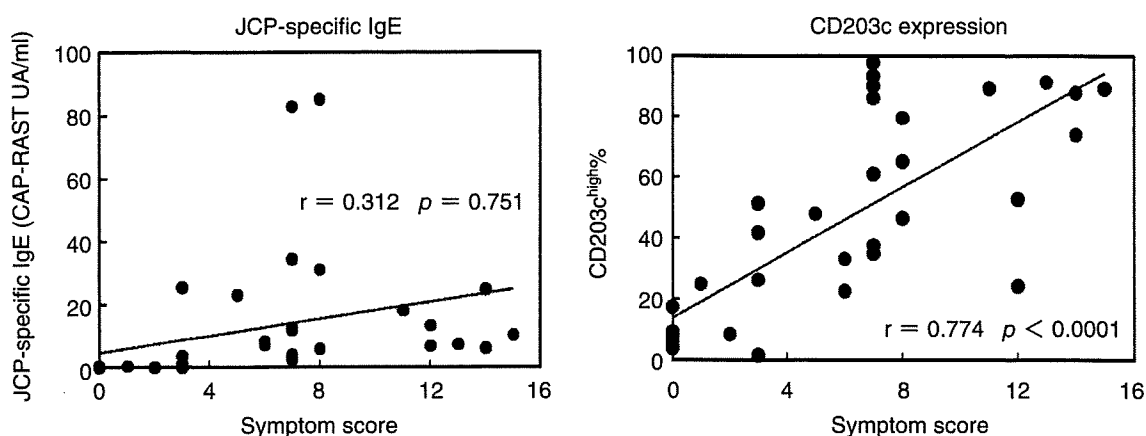 JCP-specific IgE
JCP-specific IgE (CAP-RAST UA/ml)
100
80
60
40
20
0
r = 0.312 p = 0.751
0 4 8 12 16
Symptom score
CD203c expression
CD203c^high%
100
80
60
40
20
0
r = 0.774 p < 0.0001
0 4 8 12 16
Symptom score